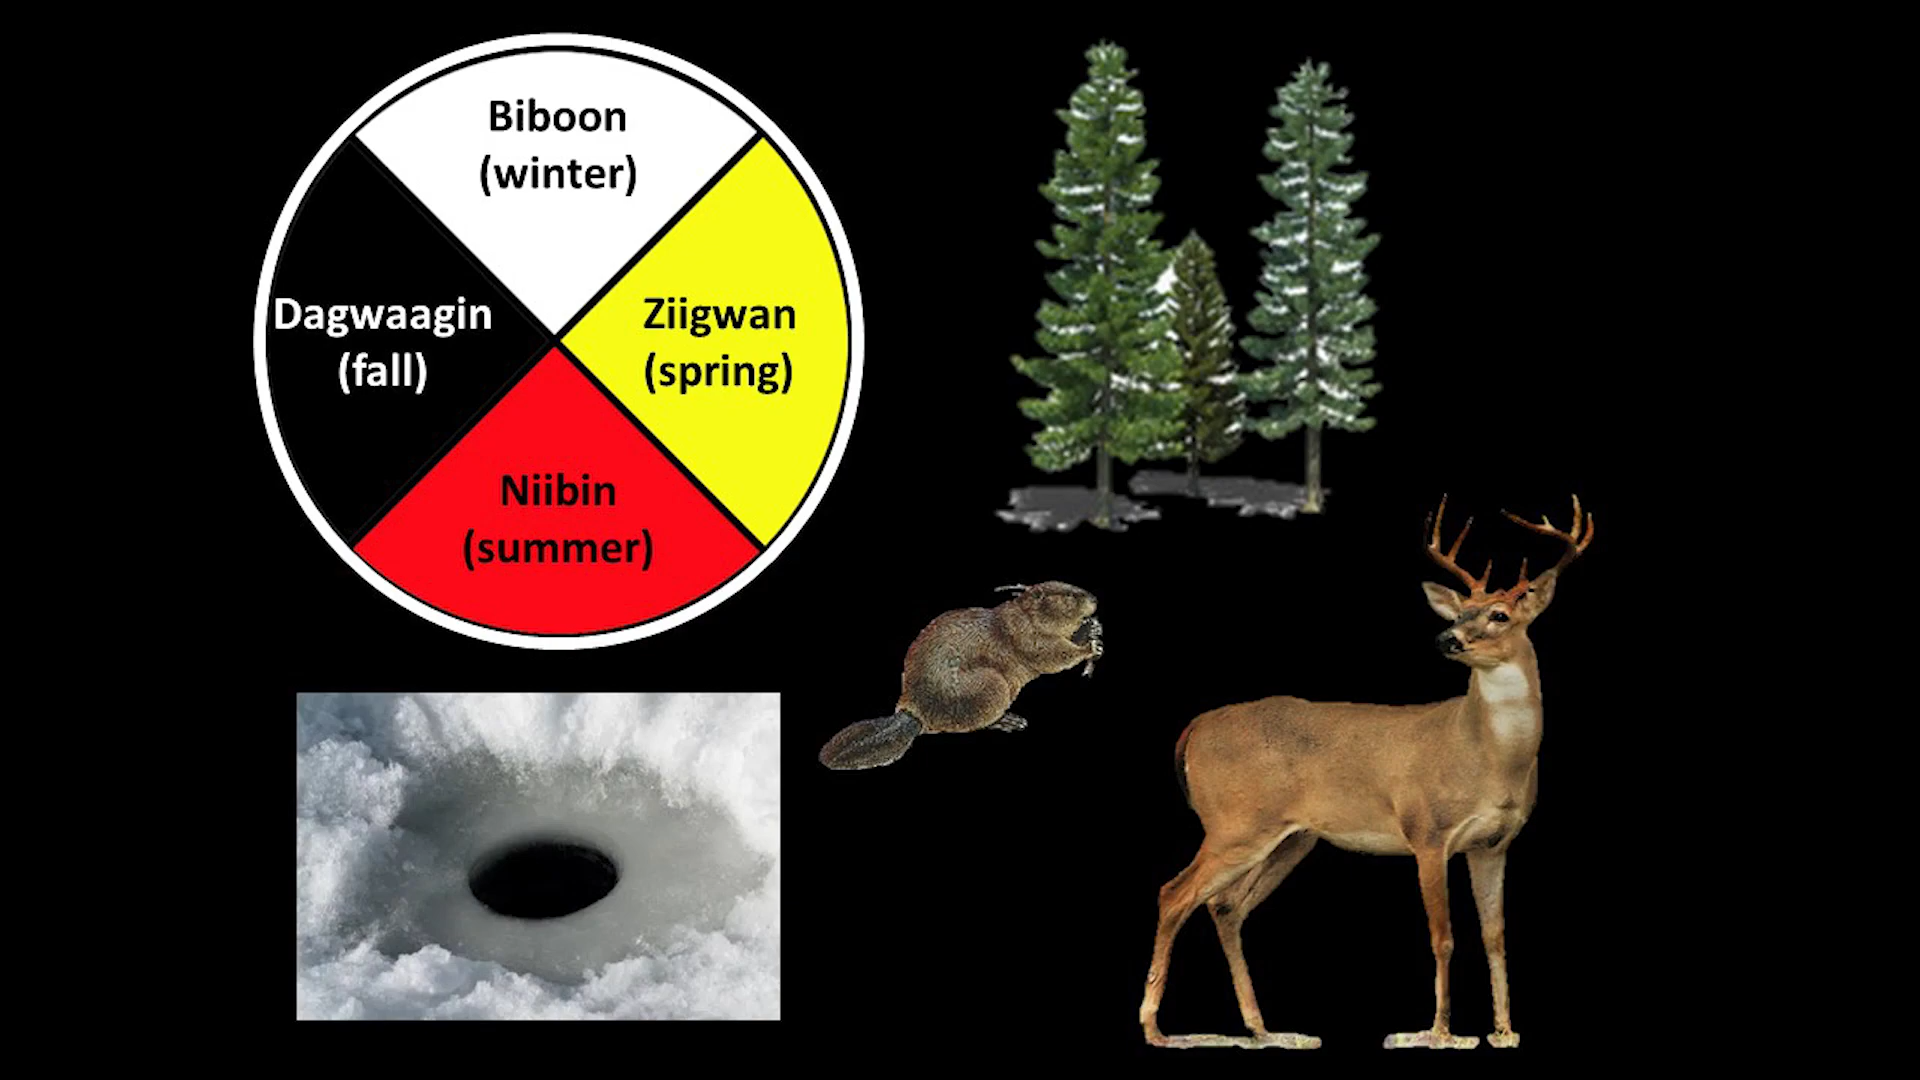 Biboon
(winter)
Dagwaagin
(fall)
Ziigwan
(spring)
Niibin
(summer)